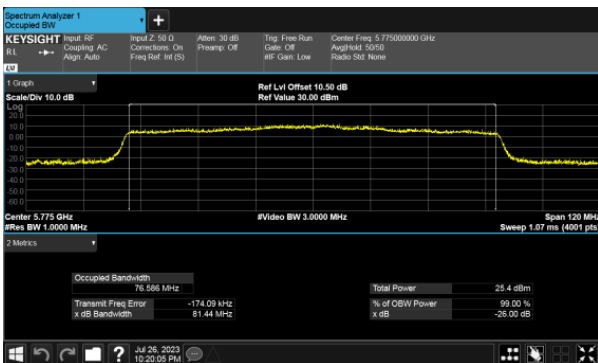 Spectrum Analyzer 1
Occupied BW
KEYSIGHT Input: RF Input Z: 50 Ω Atten: 30 dB Trig: Free Run Center Freq: 5.775000000 GHz
RL Coupling: AC Corrections: On Preamp: Off Gate: Off Avg|Hold: 50/50
Align: Auto Freq Ref: Int (S) #IF Gain: Low Radio Std: None
LW
1 Graph
Ref Lvl Offset 10.50 dB
Scale/Div 10.0 dB Ref Value 30.00 dBm
Log
20.0
10.0
0.00
-10.0
-20.0
-30.0
-40.0
-50.0
-60.0
Center 5.775 GHz #Video BW 3.0000 MHz Span 120 MHz
#Res BW 1.0000 MHz Sweep 1.07 ms (4001 pts
2 Metrics
Occupied Bandwidth
76.586 MHz Total Power 25.4 dBm
Transmit Freq Error -174.09 kHz % of OBW Power 99.00 %
x dB Bandwidth 81.44 MHz x dB -26.00 dB
? Jul 26, 2023
10:20:05 PM